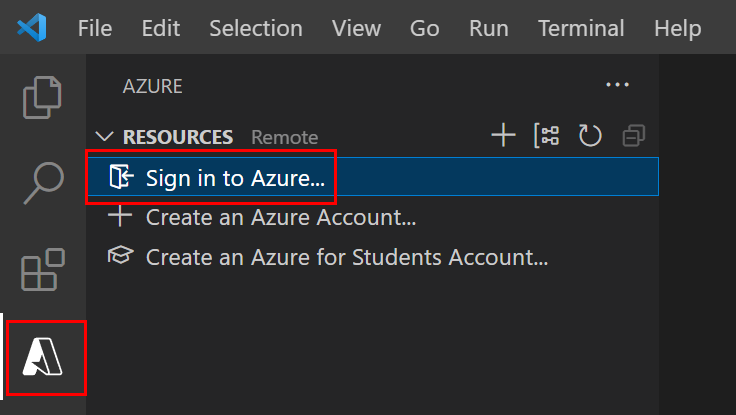 File Edit Selection View Go Run Terminal Help
AZURE
RESOURCES Remote
Sign in to Azure...
Create an Azure Account...
Create an Azure for Students Account...